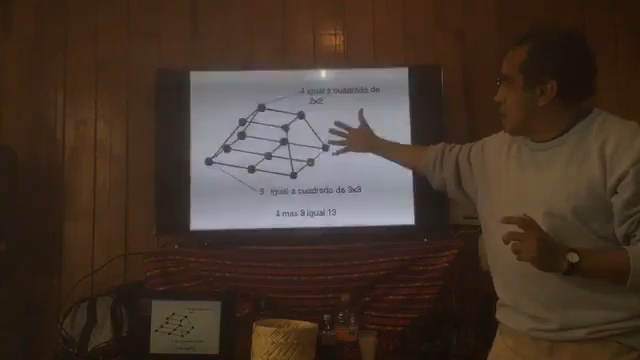 4 igual a cuadrado de
2x2
9 igual a cuadrado de 3x3
4 mas 9 igual 13